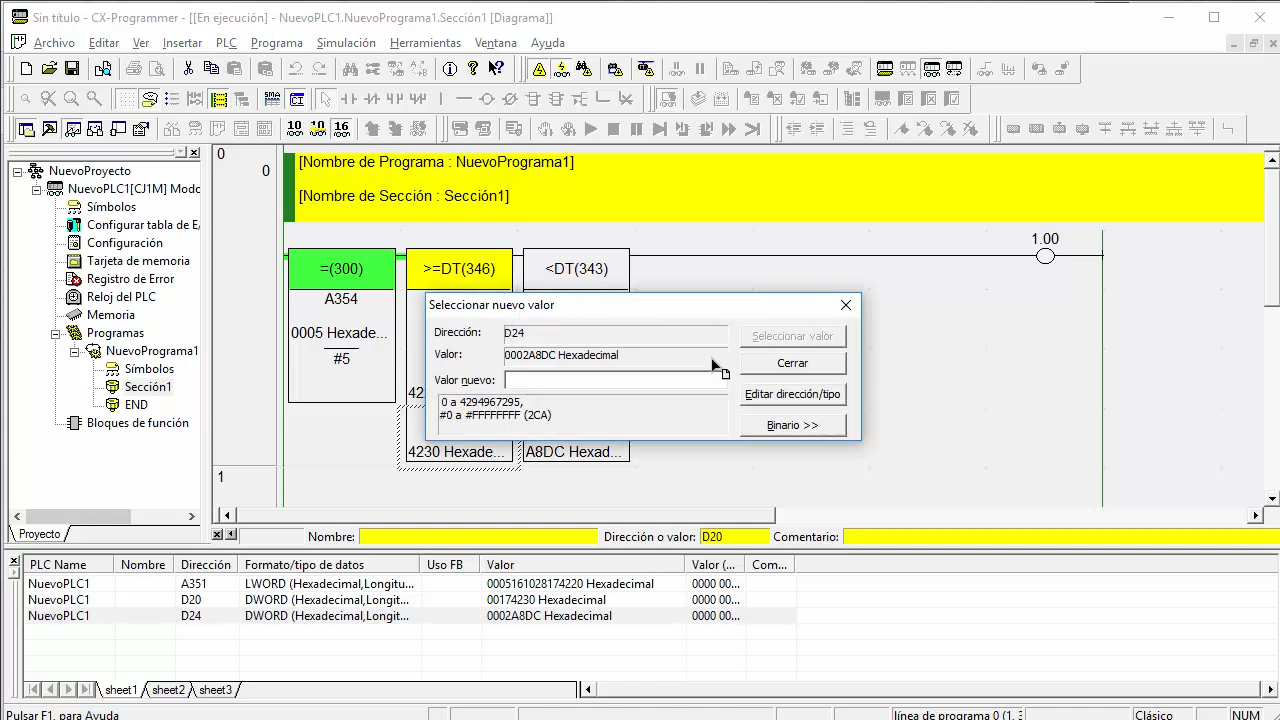 Sin título - CX-Programmer - [[En ejecución] - NuevoPLC1.NuevoPrograma1.Sección1 [Diagrama]]
Archivo Editar Ver Insertar PLC Programa Simulación Herramientas Ventana Ayuda
10 10 16
NuevoProyecto
NuevoPLC1[CJ1M] Modo
Símbolos
Configurar tabla de E/
Configuración
Tarjeta de memoria
Registro de Error
Reloj del PLC
Memoria
Programas
NuevoPrograma1
Símbolos
Sección1
END
Bloques de función
Proyecto
0
0
[Nombre de Programa : NuevoPrograma1]
[Nombre de Sección : Sección1]
=(300)
A354
0005 Hexade...
#5
>=DT(346)
<DT(343)
1.00
42
4230 Hexade...
A8DC Hexad...
1
Seleccionar nuevo valor
Dirección: D24
Valor: 0002A8DC Hexadecimal
Valor nuevo:
0 a 4294967295,
#0 a #FFFFFFFF (2CA)
Seleccionar valor
Cerrar
Editar dirección/tipo
Binario >>
Nombre: Dirección o valor: D20 Comentario:
PLC Name Nombre Dirección Formato/tipo de datos Uso FB Valor Valor (... Com...
NuevoPLC1 A351 LWORD (Hexadecimal,Longitu... 0005161028174220 Hexadecimal 0000 00...
NuevoPLC1 D20 DWORD (Hexadecimal,Longit... 00174230 Hexadecimal 0000 00...
NuevoPLC1 D24 DWORD (Hexadecimal,Longit... 0002A8DC Hexadecimal 0000 00...
sheet1 sheet2 sheet3
Pulsar F1, para Ayuda línea de programa 0 (1, 3 Clásico NUM